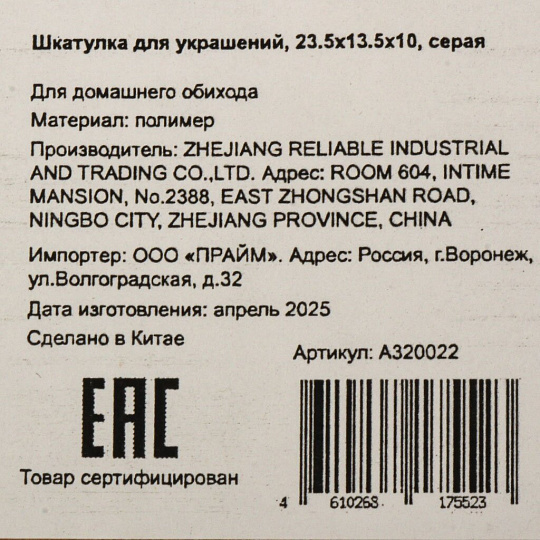 Шкатулка для украшений, 23.5x13.5x10, серая
Для домашнего обихода
Материал: полимер
Производитель: ZHEJIANG RELIABLE INDUSTRIAL
AND TRADING CO.,LTD. Адрес: ROOM 604, INTIME
MANSION, No.2388, EAST ZHONGSHAN ROAD,
NINGBO CITY, ZHEJIANG PROVINCE, CHINA
Импортер: ООО «ПРАЙМ». Адрес: Россия, г.Воронеж,
ул.Волгоградская, д.32
Дата изготовления: апрель 2025
Сделано в Китае
Артикул: A320022
EAC
Товар сертифицирован
4 610268 175523